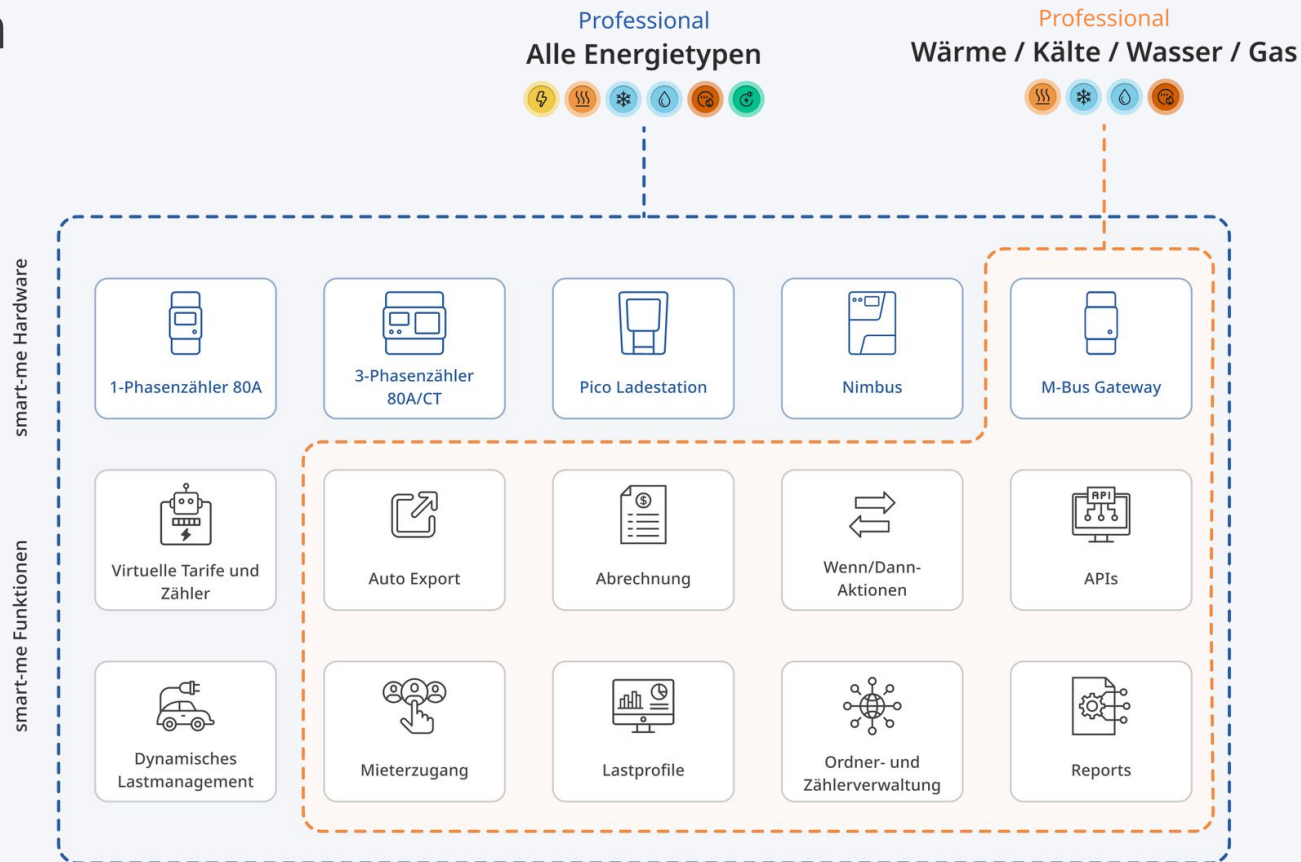 n
Professional
Alle Energietypen
Professional
Wärme / Kälte / Wasser / Gas
smart-me Hardware
1-Phasenzähler 80A
3-Phasenzähler
80A/CT
Pico Ladestation
Nimbus
M-Bus Gateway
smart-me Funktionen
Virtuelle Tarife und
Zähler
Auto Export
$
Abrechnung
Wenn/Dann-
Aktionen
API
APIs
Dynamisches
Lastmanagement
Mieterzugang
Lastprofile
Ordner- und
Zählerverwaltung
Reports